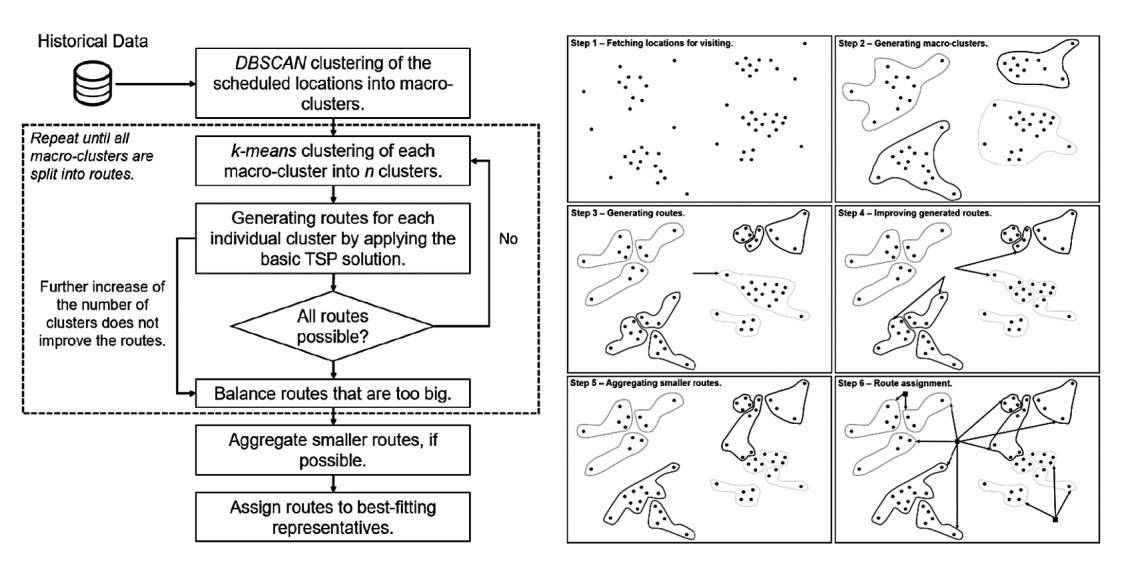 Historical Data
DBSCAN clustering of the
scheduled locations into macro-
clusters.
Repeat until all
macro-clusters are
split into routes.
k-means clustering of each
macro-cluster into n clusters.
Generating routes for each
individual cluster by applying the
basic TSP solution.
No
Further increase of
the number of
clusters does not
improve the routes.
All routes
possible?
Balance routes that are too big.
Aggregate smaller routes, if
possible.
Assign routes to best-fitting
representatives.
Step 1 – Fetching locations for visiting.
Step 2 – Generating macro-clusters.
Step 3 – Generating routes.
Step 4 – Improving generated routes.
Step 5 – Aggregating smaller routes.
Step 6 – Route assignment.